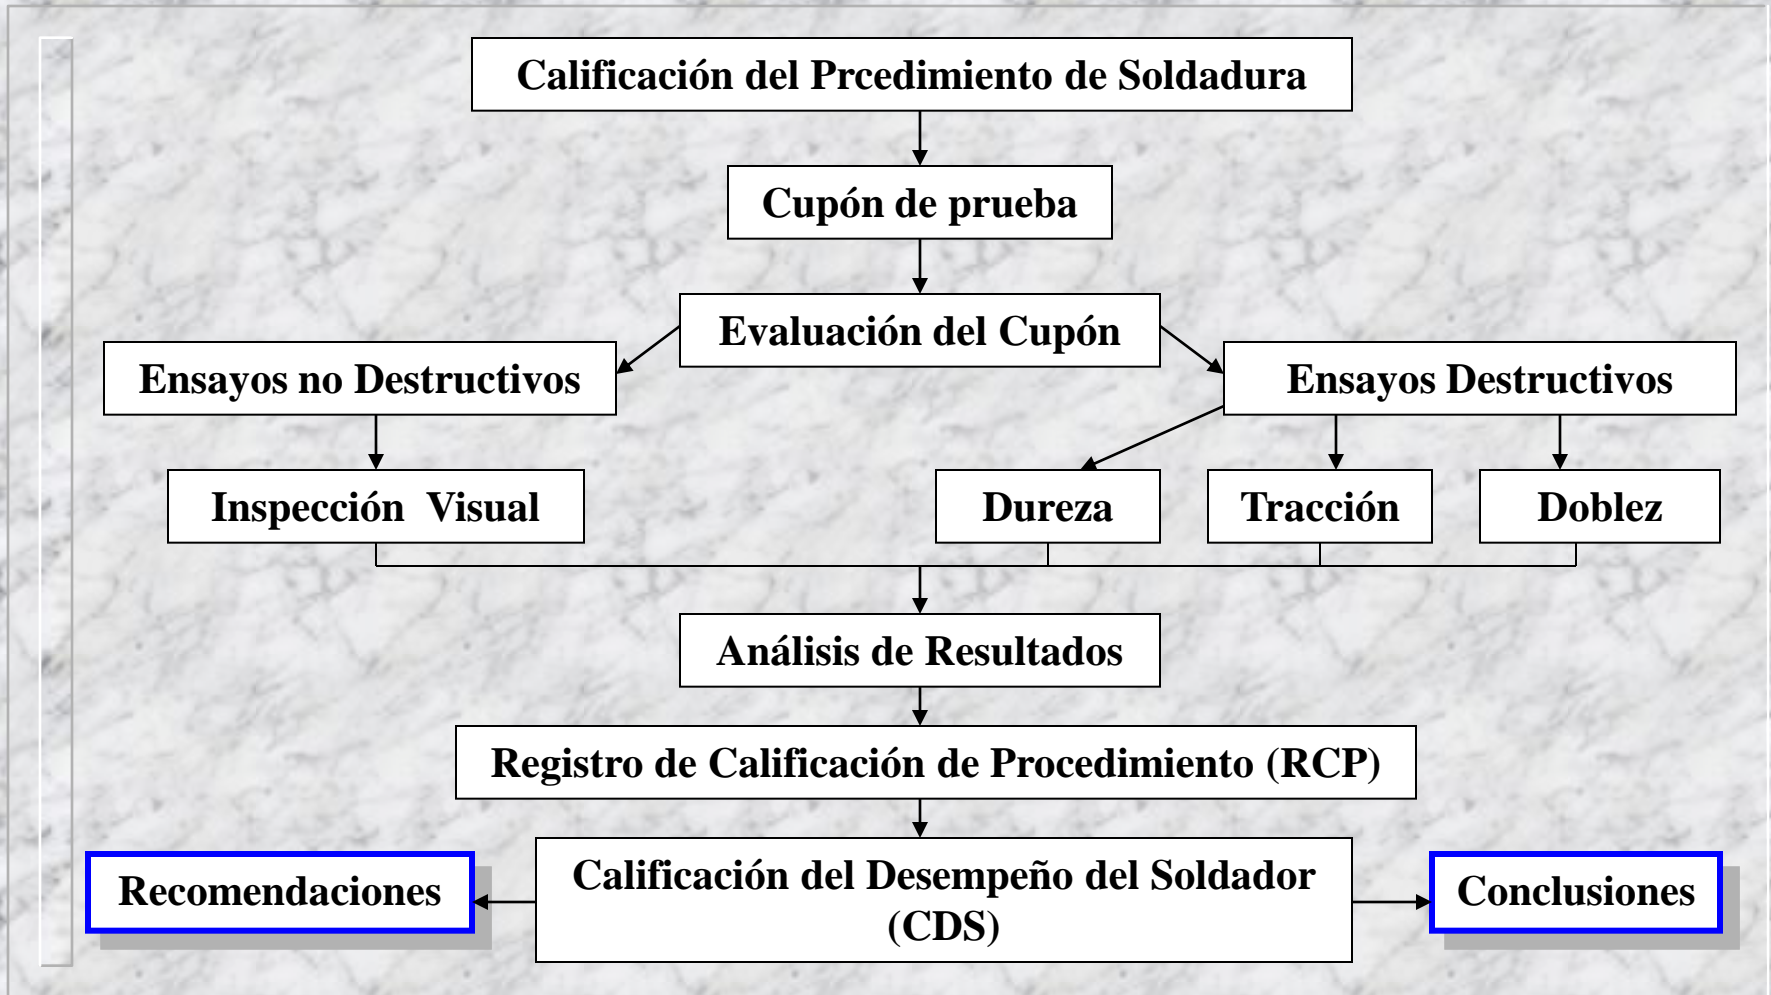 Calificación del Prcedimiento de Soldadura
Cupón de prueba
Evaluación del Cupón
Ensayos no Destructivos
Ensayos Destructivos
Inspección  Visual
Dureza
Tracción
Doblez
Análisis de Resultados
Registro de Calificación de Procedimiento (RCP)
Recomendaciones
Calificación del Desempeño del Soldador
(CDS)
Conclusiones